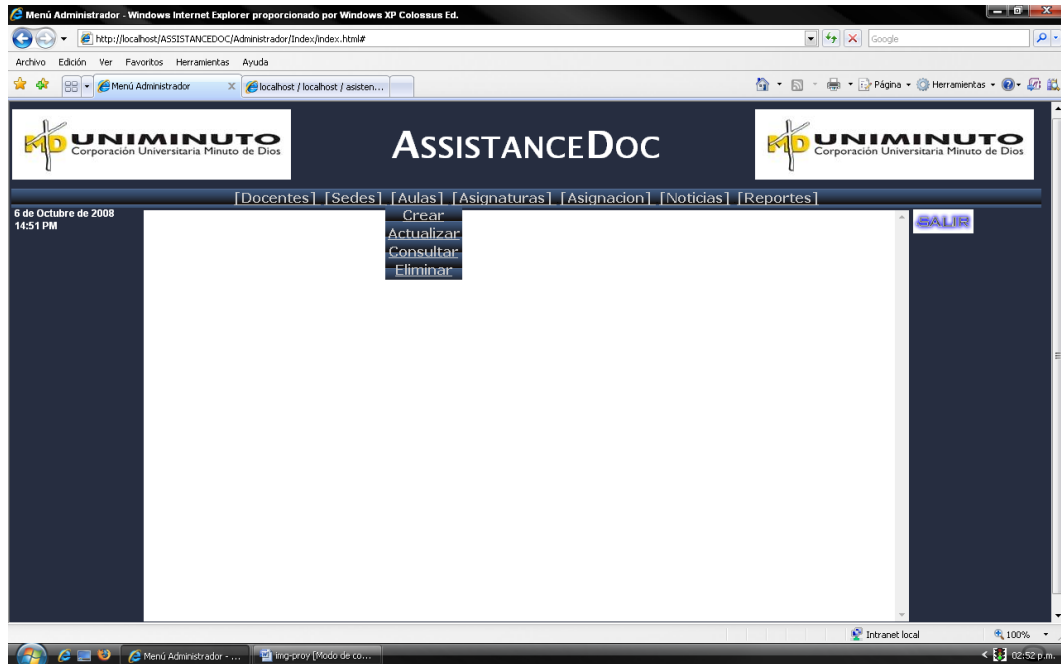 Menú Administrador - Windows Internet Explorer proporcionado por Windows XP Colossus Ed.
http://localhost/ASSISTANCEDOC/Administrador/Index/index.html#
Google
Archivo Edición Ver Favoritos Herramientas Ayuda
Menú Administrador
localhost / localhost / asisten...
Página Herramientas
UNIMINUTO
Corporación Universitaria Minuto de Dios
ASSISTANCEDOC
UNIMINUTO
Corporación Universitaria Minuto de Dios
[Docentes] [Sedes] [Aulas] [Asignaturas] [Asignacion] [Noticias] [Reportes]
6 de Octubre de 2008
14:51 PM
Crear
Actualizar
Consultar
Eliminar
SALIR
Intranet local
100%
Menú Administrador - ...
img-proy [Modo de co...
02:52 p.m.